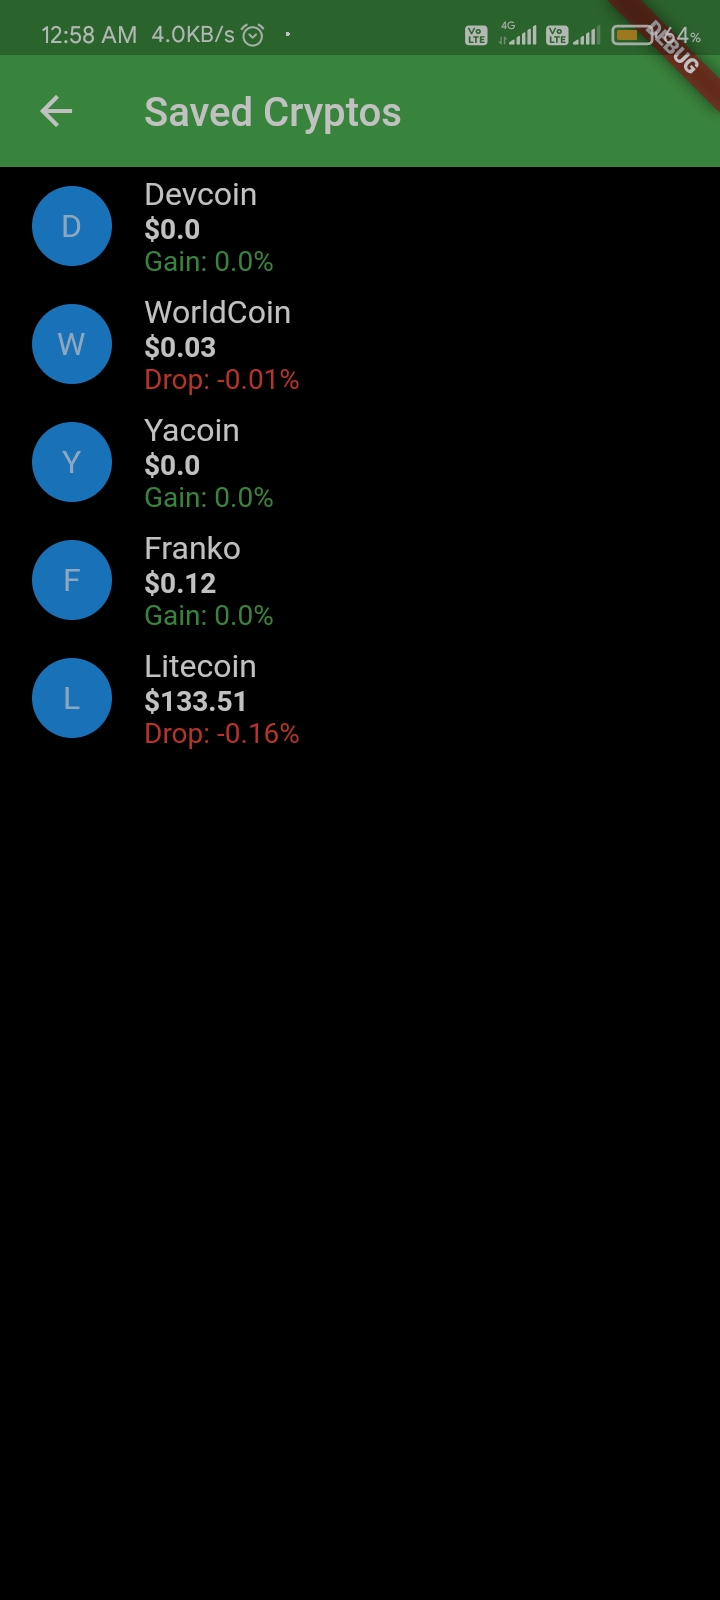 12:58 AM 4.0KB/s Vo LTE 4G Vo LTE 64%
DEBUG
Saved Cryptos
D
Devcoin
$0.0
Gain: 0.0%
W
WorldCoin
$0.03
Drop: -0.01%
Y
Yacoin
$0.0
Gain: 0.0%
F
Franko
$0.12
Gain: 0.0%
L
Litecoin
$133.51
Drop: -0.16%